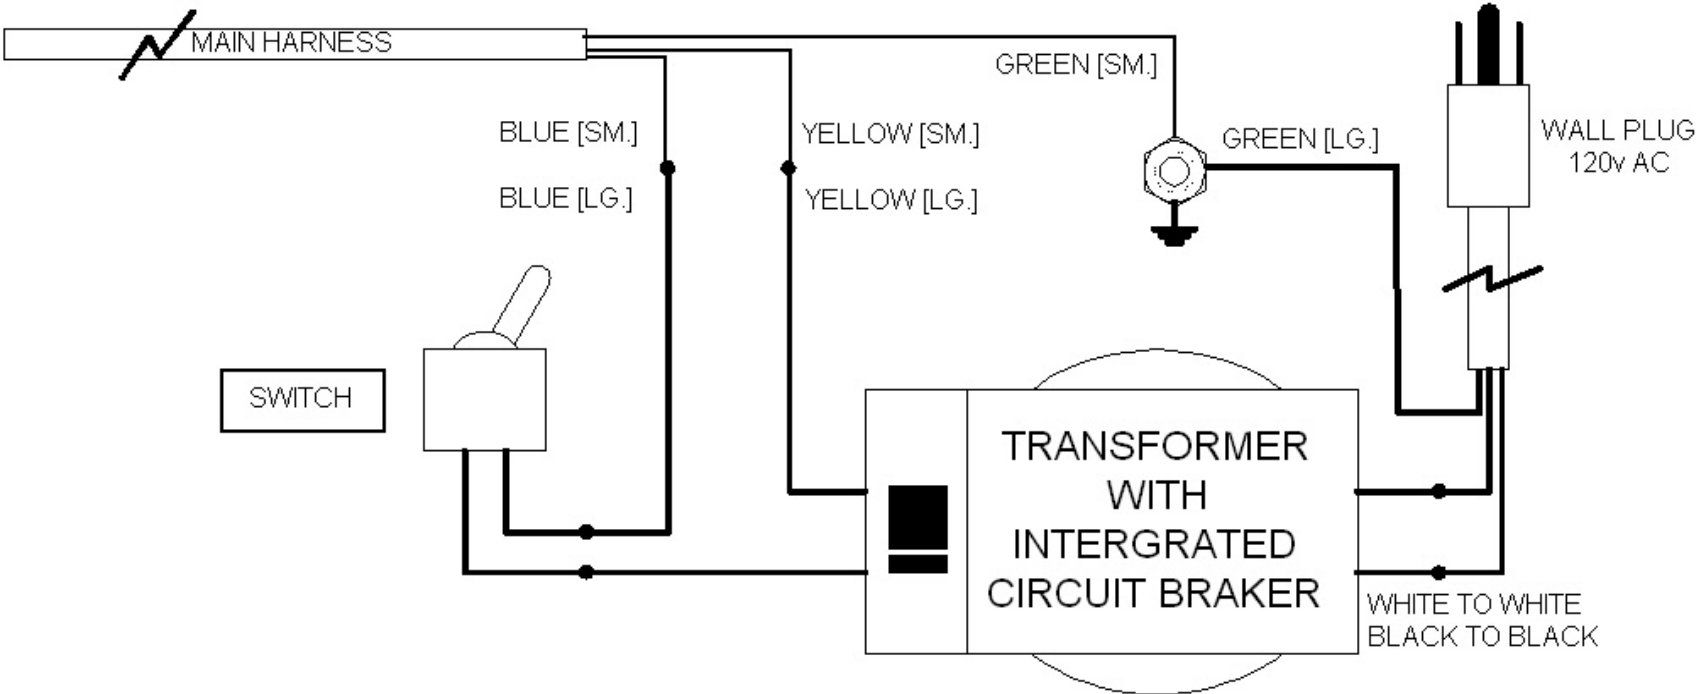 MAIN HARNESS
GREEN [SM.]
BLUE [SM.]
YELLOW [SM.]
GREEN [LG.]
WALL PLUG
120v AC
BLUE [LG.]
YELLOW [LG.]
SWITCH
TRANSFORMER
WITH
INTERGRATED
CIRCUIT BRAKER
WHITE TO WHITE
BLACK TO BLACK